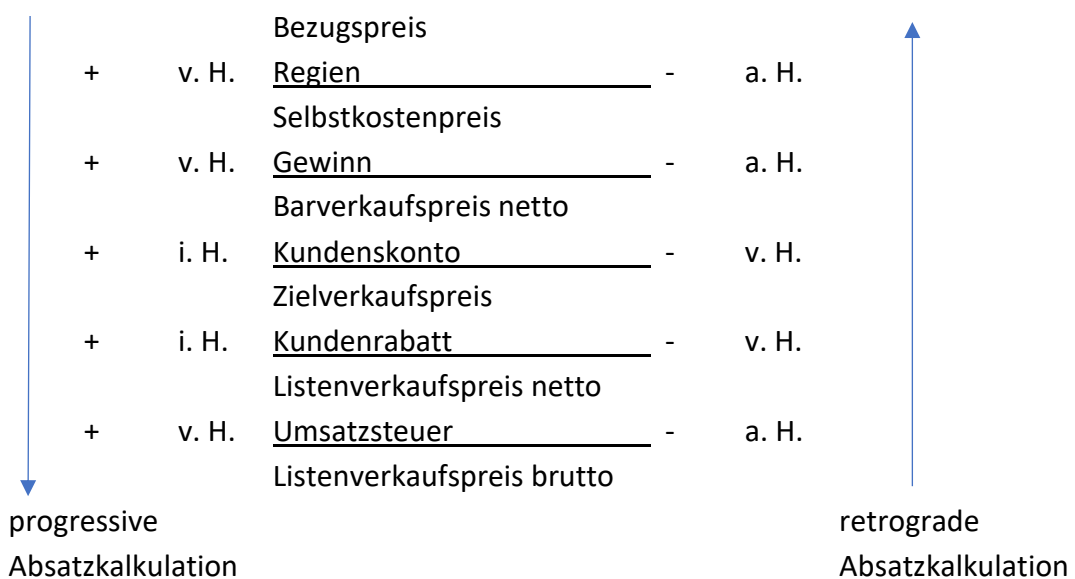 Bezugspreis
+ v. H. Regien - a. H.
Selbstkostenpreis
+ v. H. Gewinn - a. H.
Barverkaufspreis netto
+ i. H. Kundenskonto - v. H.
Zielverkaufspreis
+ i. H. Kundenrabatt - v. H.
Listenverkaufspreis netto
+ v. H. Umsatzsteuer - a. H.
Listenverkaufspreis brutto
progressive retrograde
Absatzkalkulation Absatzkalkulation